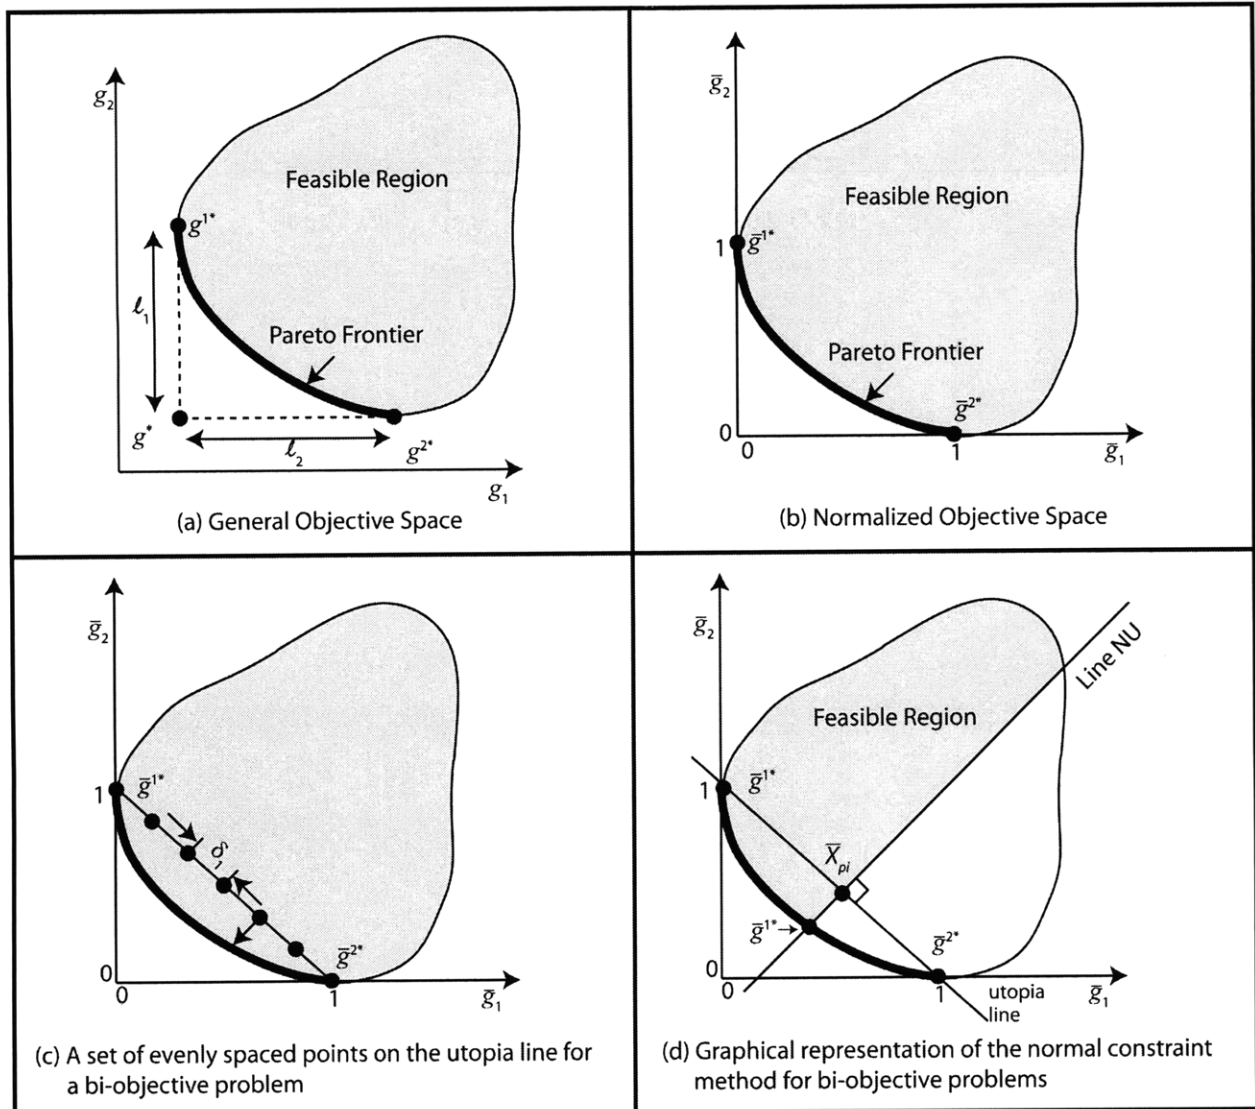 g₂
Feasible Region
g¹*
ℓ₁
Pareto Frontier
g*
ℓ₂
g²*
g₁
(a) General Objective Space
ḡ₂
Feasible Region
1
ḡ¹*
Pareto Frontier
ḡ²*
0
0
1
ḡ₁
(b) Normalized Objective Space
ḡ₂
ḡ¹*
1
δ₁
ḡ²*
0
0
1
ḡ₁
(c) A set of evenly spaced points on the utopia line for
a bi-objective problem
ḡ₂
Line NU
Feasible Region
ḡ¹*
1
X̄ₚᵢ
ḡ¹*
ḡ²*
0
0
1
utopia
line
ḡ₁
(d) Graphical representation of the normal constraint
method for bi-objective problems